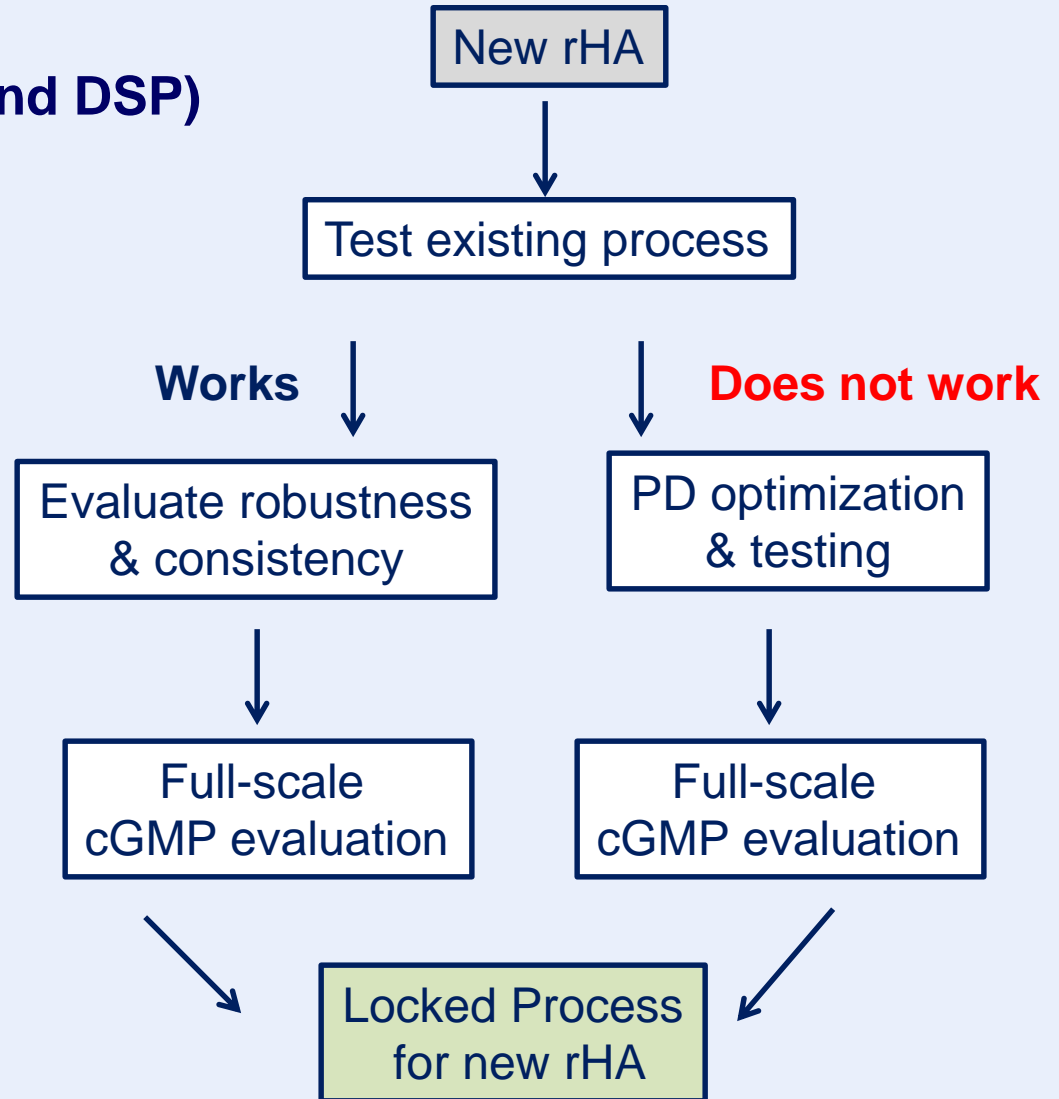 New rHA
nd DSP)
Test existing process
Works
Does not work
Evaluate robustness
& consistency
PD optimization
& testing
Full-scale
cGMP evaluation
Full-scale
cGMP evaluation
Locked Process
for new rHA